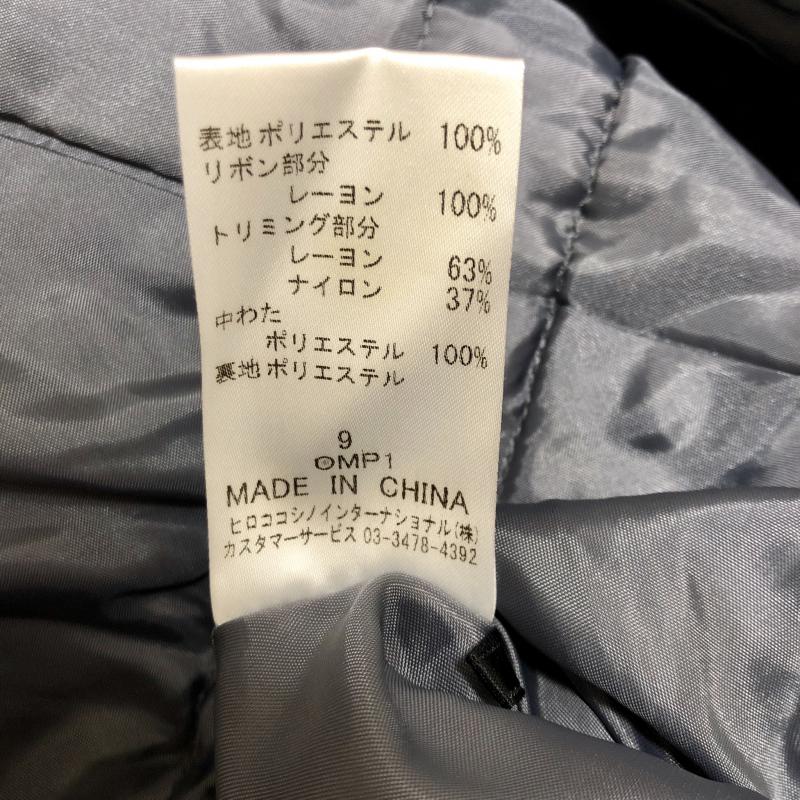 表地 ポリエステル 100%
リボン部分
レーヨン 100%
トリミング部分
レーヨン 63%
ナイロン 37%
中わた
ポリエステル 100%
裏地 ポリエステル
9
OMP1
MADE IN CHINA
ヒロココシノインターナショナル(株)
カスタマーサービス 03-3478-4392